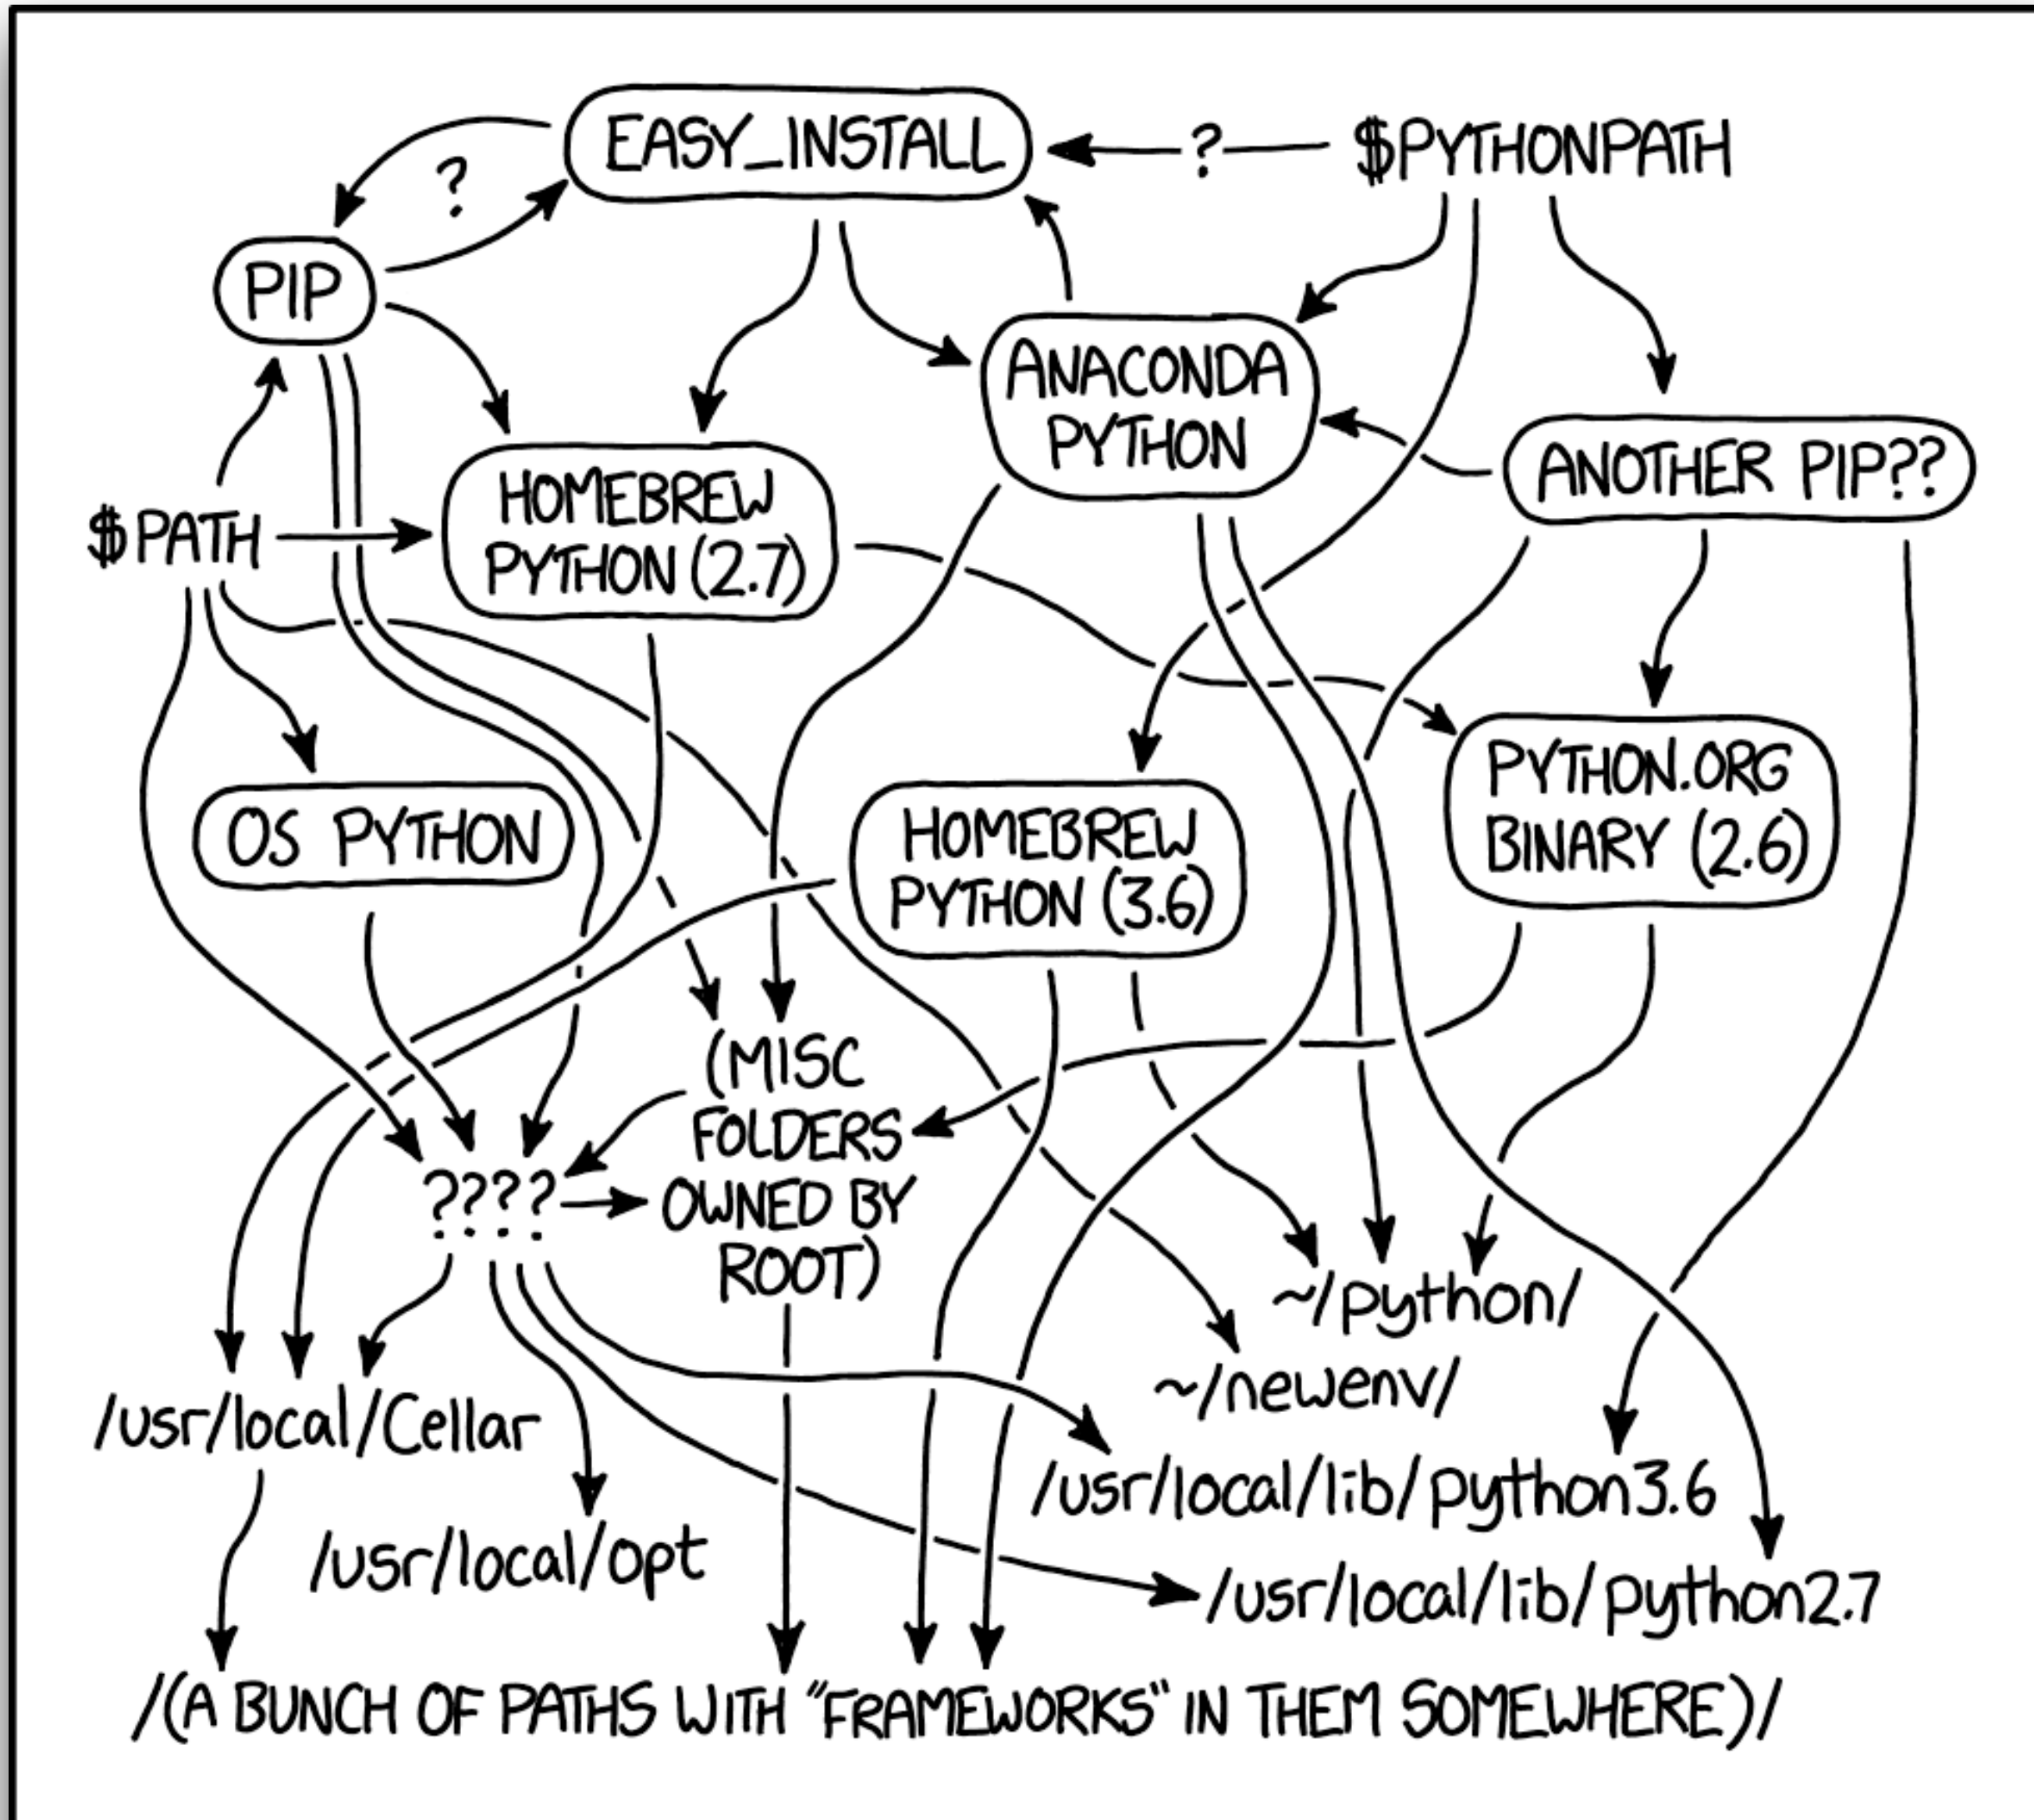 EASY_INSTALL
?
$PYTHONPATH
?
PIP
ANACONDA
PYTHON
ANOTHER PIP??
HOMEBREW
PYTHON (2.7)
$PATH
PYTHON.ORG
BINARY (2.6)
OS PYTHON
HOMEBREW
PYTHON (3.6)
(MISC
FOLDERS
OWNED BY
ROOT)
????
~/python/
~/newenv/
/usr/local/Cellar
/usr/local/lib/python3.6
/usr/local/opt
/usr/local/lib/python2.7
/(A BUNCH OF PATHS WITH "FRAMEWORKS" IN THEM SOMEWHERE)/